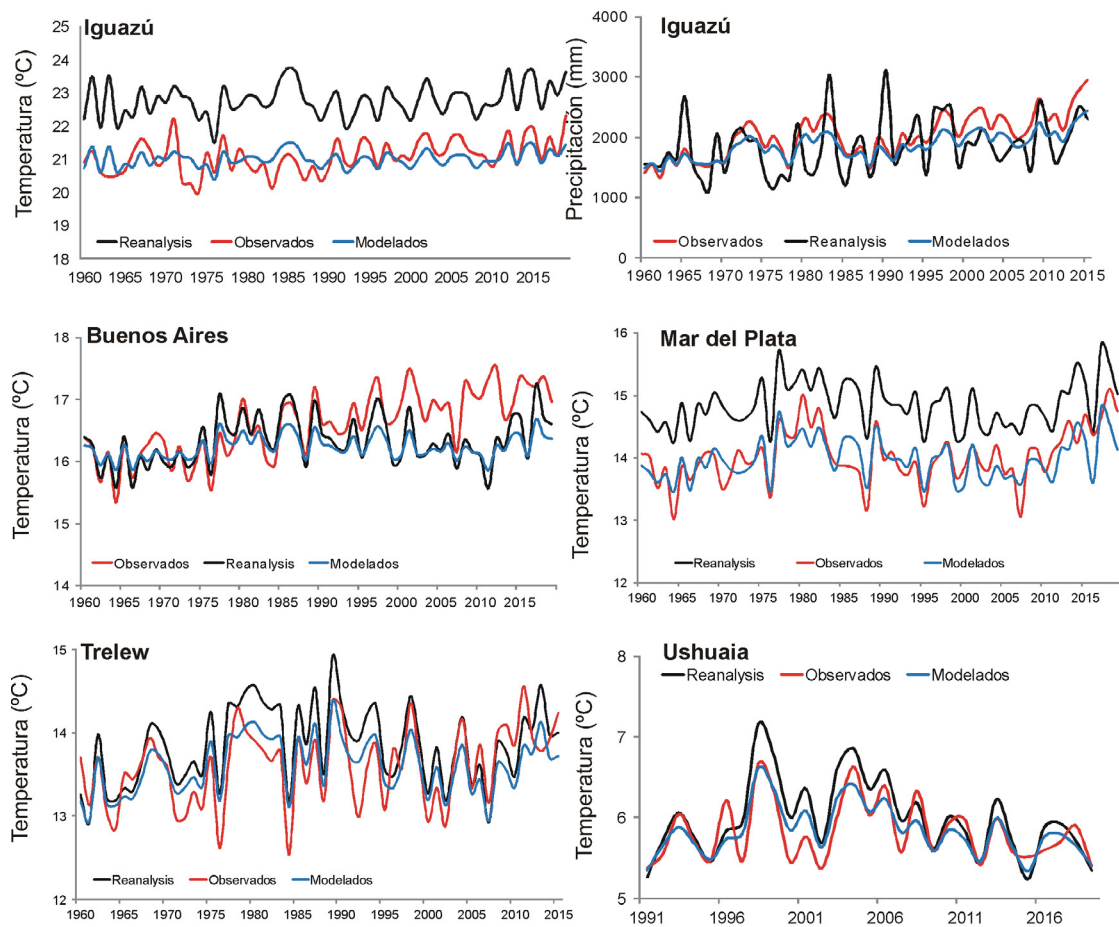 Iguazú
Temperatura (ºC)
25
24
23
22
21
20
19
18
Reanalysis Observados Modelados
1960 1965 1970 1975 1980 1985 1990 1995 2000 2005 2010 2015
Iguazú
Precipitación (mm)
4000
3000
2000
1000
0
Observados Reanalysis Modelados
1960 1965 1970 1975 1980 1985 1990 1995 2000 2005 2010 2015
Buenos Aires
Temperatura (ºC)
18
17
16
15
14
Observados Reanalysis Modelados
1960 1965 1970 1975 1980 1985 1990 1995 2000 2005 2010 2015
Mar del Plata
Temperatura (ºC)
16
15
14
13
12
Reanalysis Observados Modelados
1960 1965 1970 1975 1980 1985 1990 1995 2000 2005 2010 2015
Trelew
Temperatura (ºC)
15
14
13
12
Reanalysis Observados Modelados
1960 1965 1970 1975 1980 1985 1990 1995 2000 2005 2010 2015
Ushuaia
Temperatura (ºC)
8
7
6
5
Reanalysis Observados Modelados
1991 1996 2001 2006 2011 2016